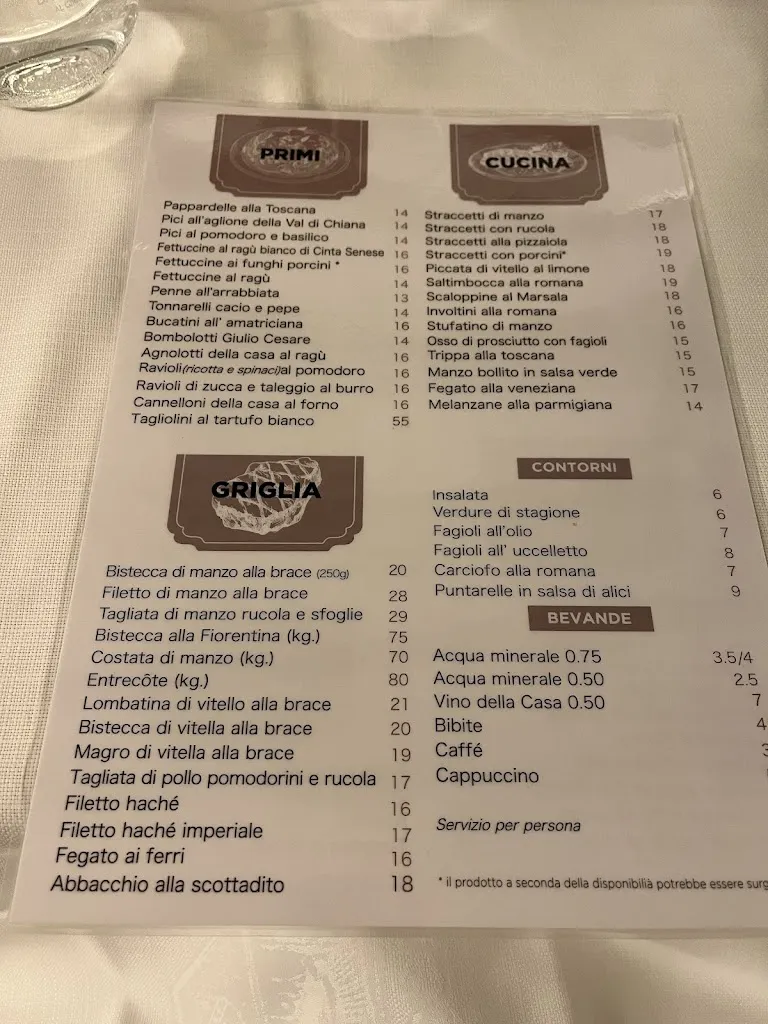 PRIMI
Pappardelle alla Toscana 14
Pici all'aglione della Val di Chiana 14
Pici al pomodoro e basilico 14
Fettuccine al ragù bianco di Cinta Senese 16
Fettuccine ai funghi porcini * 16
Fettuccine al ragù 14
Penne all'arrabbiata 13
Tonnarelli cacio e pepe 14
Bucatini all' amatriciana 16
Bombolotti Giulio Cesare 14
Agnolotti della casa al ragù 16
Ravioli(ricotta e spinaci)al pomodoro 16
Ravioli di zucca e taleggio al burro 16
Cannelloni della casa al forno 16
Tagliolini al tartufo bianco 55
CUCINA
Straccetti di manzo 17
Straccetti con rucola 18
Straccetti alla pizzaiola 18
Straccetti con porcini* 19
Piccata di vitello al limone 18
Saltimbocca alla romana 19
Scaloppine al Marsala 18
Involtini alla romana 16
Stufatino di manzo 16
Osso di prosciutto con fagioli 15
Trippa alla toscana 15
Manzo bollito in salsa verde 15
Fegato alla veneziana 17
Melanzane alla parmigiana 14
GRIGLIA
Bistecca di manzo alla brace (250g) 20
Filetto di manzo alla brace 28
Tagliata di manzo rucola e sfoglie 29
Bistecca alla Fiorentina (kg.) 75
Costata di manzo (kg.) 70
Entrecôte (kg.) 80
Lombatina di vitello alla brace 21
Bistecca di vitella alla brace 20
Magro di vitella alla brace 19
Tagliata di pollo pomodorini e rucola 17
Filetto haché 16
Filetto haché imperiale 17
Fegato ai ferri 16
Abbacchio alla scottadito 18
CONTORNI
Insalata 6
Verdure di stagione 6
Fagioli all'olio 7
Fagioli all' uccelletto 8
Carciofo alla romana 7
Puntarelle in salsa di alici 9
BEVANDE
Acqua minerale 0.75 3.5/4
Acqua minerale 0.50 2.5
Vino della Casa 0.50 7
Bibite 4
Caffé
Cappuccino
Servizio per persona
* il prodotto a seconda della disponibilià potrebbe essere surg